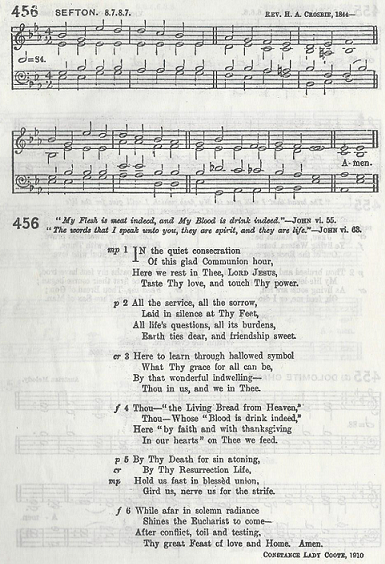 456 SEFTON. 8.7.8.7. REV. H. A. CROSBIE, 1844—
=84.
A-men.
456 "My Flesh is meat indeed, and My Blood is drink indeed."—JOHN vi. 55.
"The words that I speak unto you, they are spirit, and they are life."—JOHN vi. 63.
mp 1 IN the quiet consecration
Of this glad Communion hour,
Here we rest in Thee, LORD JESUS,
Taste Thy love, and touch Thy power.
p 2 All the service, all the sorrow,
Laid in silence at Thy Feet,
All life's questions, all its burdens,
Earth ties dear, and friendship sweet.
cr 3 Here to learn through hallowed symbol
What Thy grace for all can be,
By that wonderful indwelling—
Thou in us, and we in Thee.
f 4 Thou—"the Living Bread from Heaven,"
Thou—Whose "Blood is drink indeed,"
Here "by faith and with thanksgiving
In our hearts" on Thee we feed.
p 5 By Thy Death for sin atoning,
cr By Thy Resurrection Life,
mp Hold us fast in blessèd union,
Gird us, nerve us for the strife.
f 6 While afar in solemn radiance
Shines the Eucharist to come—
After conflict, toil and testing,
Thy great Feast of love and Home. Amen.
CONSTANCE LADY COOTE, 1910